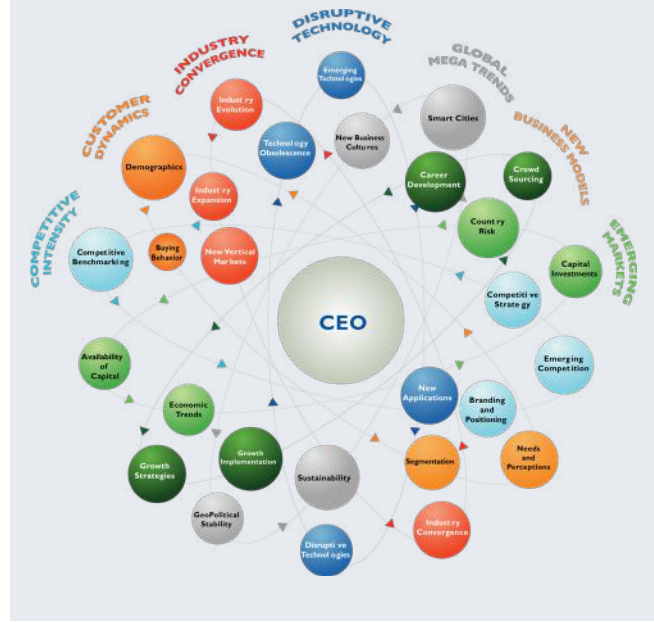 DISRUPTIVE
TECHNOLOGY
INDUSTRY
CONVERGENCE
GLOBAL
MEGA TRENDS
CUSTOMER
DYNAMICS
NEW
BUSINESS MODELS
COMPETITIVE
INTENSITY
EMERGING
MARKETS
Emerging
Technologies
Industry
Evolution
Technology
Obsolescence
New Business
Cultures
Smart Cities
Demographics
Industry
Expansion
Career
Development
Crowd
Sourcing
Country
Risk
Competitive
Benchmarking
Buying
Behavior
New Vertical
Markets
Capital
Investments
Competitive
Strategy
CEO
Availability
of
Capital
Emerging
Competition
Economic
Trends
New
Applications
Branding
and
Positioning
Growth
Strategies
Growth
Implementation
Sustainability
Segmentation
Needs
and
Perceptions
GeoPolitical
Stability
Industry
Convergence
Disruptive
Technologies